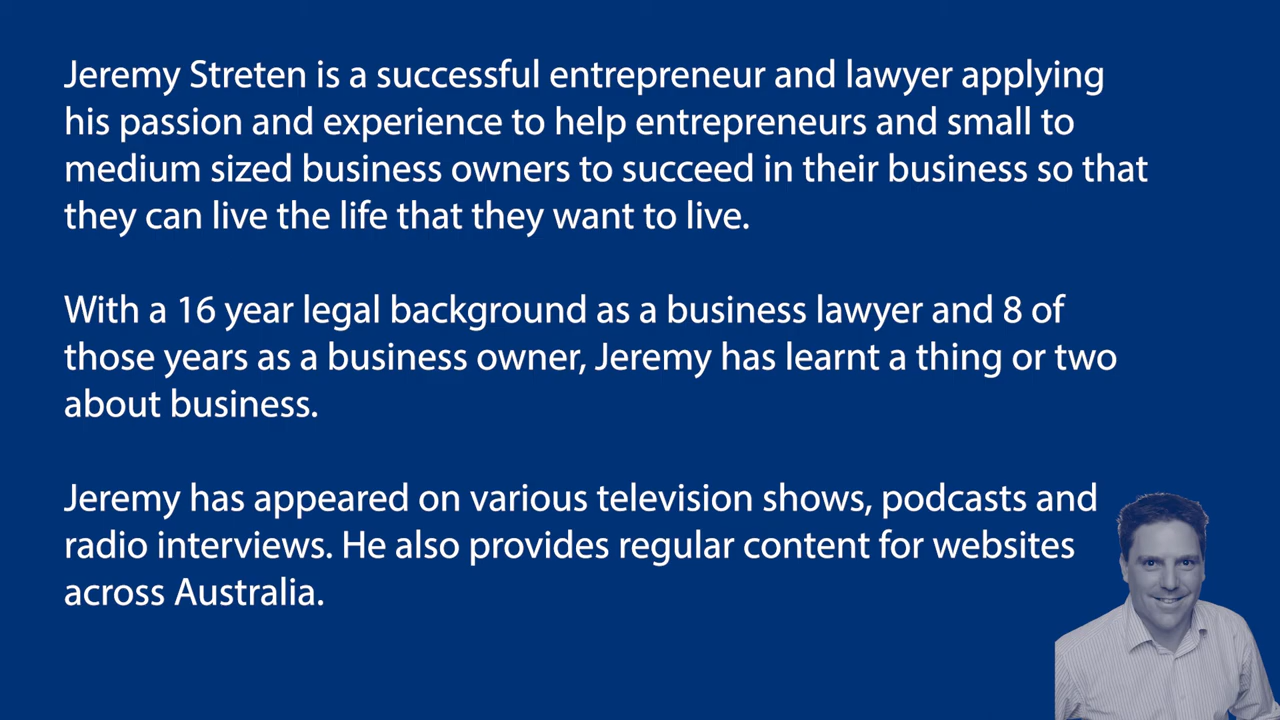 Jeremy Streten is a successful entrepreneur and lawyer applying
his passion and experience to help entrepreneurs and small to
medium sized business owners to succeed in their business so that
they can live the life that they want to live.
With a 16 year legal background as a business lawyer and 8 of
those years as a business owner, Jeremy has learnt a thing or two
about business.
Jeremy has appeared on various television shows, podcasts and
radio interviews. He also provides regular content for websites
across Australia.